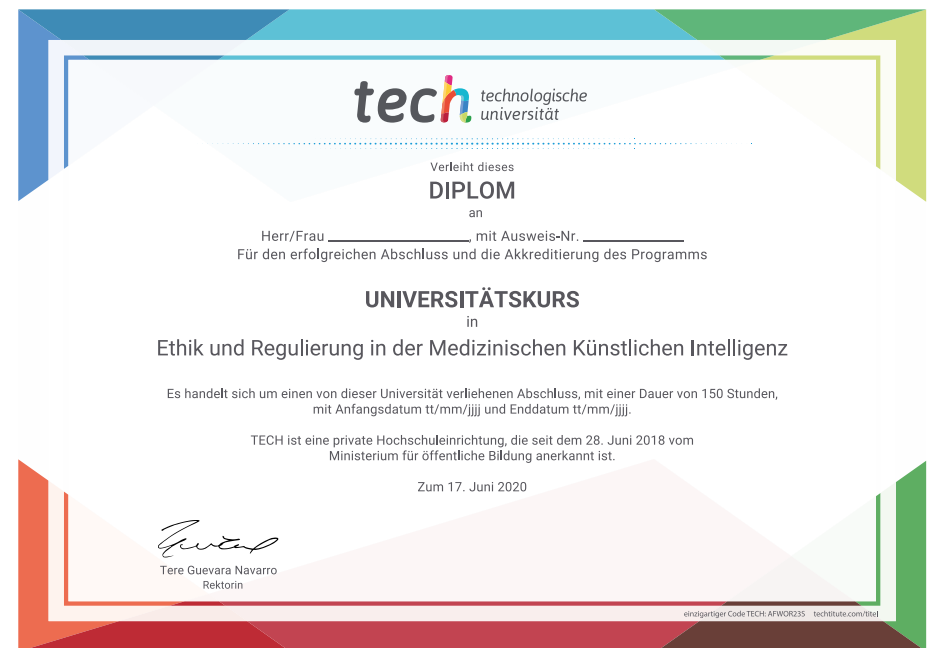 tech technologische
universität
Verleiht dieses
DIPLOM
an
Herr/Frau ________________, mit Ausweis-Nr. ____________
Für den erfolgreichen Abschluss und die Akkreditierung des Programms
UNIVERSITÄTSKURS
in
Ethik und Regulierung in der Medizinischen Künstlichen Intelligenz
Es handelt sich um einen von dieser Universität verliehenen Abschluss, mit einer Dauer von 150 Stunden,
mit Anfangsdatum tt/mm/jjjj und Enddatum tt/mm/jjjj.
TECH ist eine private Hochschuleinrichtung, die seit dem 28. Juni 2018 vom
Ministerium für öffentliche Bildung anerkannt ist.
Zum 17. Juni 2020
Tere Guevara Navarro
Rektorin
einzigartiger Code TECH: AFWOR23S techtitute.com/titel